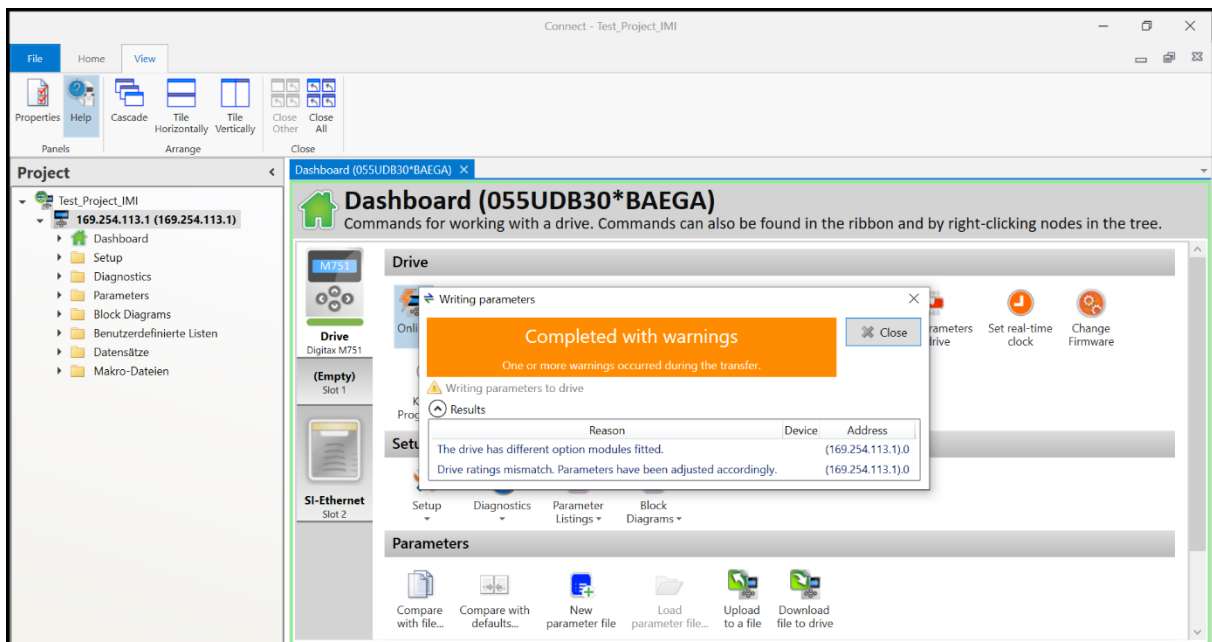 Connect - Test_Project_IMI
File Home View
Properties Help Cascade Tile Horizontally Tile Vertically Close Other Close All
Panels Arrange Close
Project
Test_Project_IMI
169.254.113.1 (169.254.113.1)
Dashboard
Setup
Diagnostics
Parameters
Block Diagrams
Benutzerdefinierte Listen
Datensätze
Makro-Dateien
Dashboard (055UDB30*BAEGA)
Dashboard (055UDB30*BAEGA)
Commands for working with a drive. Commands can also be found in the ribbon and by right-clicking nodes in the tree.
M751
Drive
Digitax M751
(Empty)
Slot 1
SI-Ethernet
Slot 2
Drive
Set real-time clock
Change Firmware
Writing parameters
Completed with warnings
One or more warnings occurred during the transfer.
Close
Writing parameters to drive
Results
Reason Device Address
The drive has different option modules fitted. (169.254.113.1).0
Drive ratings mismatch. Parameters have been adjusted accordingly. (169.254.113.1).0
Setup Diagnostics Parameter Listings Block Diagrams
Parameters
Compare with file... Compare with defaults... New parameter file Load parameter file... Upload to a file Download file to drive